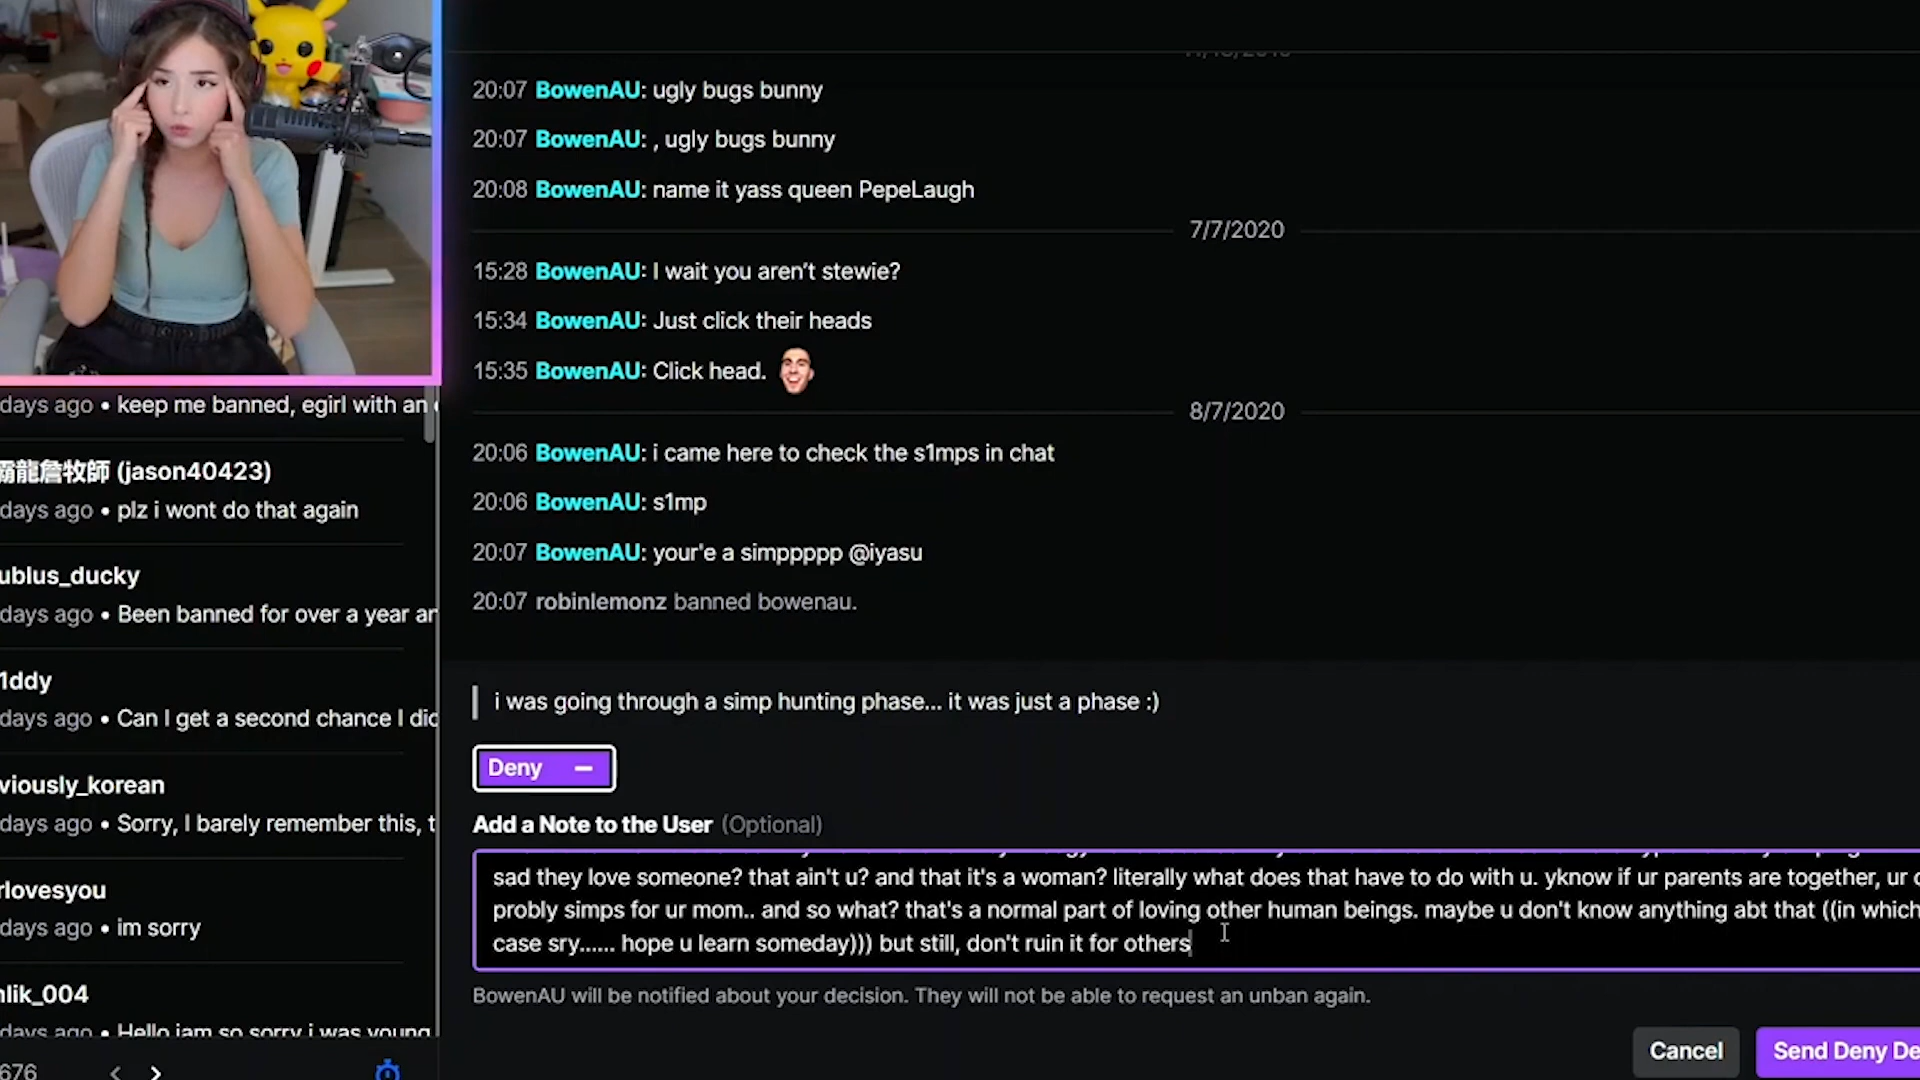 20:07 BowenAU: ugly bugs bunny
20:07 BowenAU: , ugly bugs bunny
20:08 BowenAU: name it yass queen PepeLaugh
7/7/2020
15:28 BowenAU: I wait you aren't stewie?
15:34 BowenAU: Just click their heads
15:35 BowenAU: Click head.
8/7/2020
20:06 BowenAU: i came here to check the s1mps in chat
20:06 BowenAU: s1mp
20:07 BowenAU: your'e a simppppp @iyasu
20:07 robinlemonz banned bowenau.
i was going through a simp hunting phase... it was just a phase :)
Deny
Add a Note to the User (Optional)
sad they love someone? that ain't u? and that it's a woman? literally what does that have to do with u. yknow if ur parents are together, ur
probly simps for ur mom.. and so what? that's a normal part of loving other human beings. maybe u don't know anything abt that ((in which
case sry...... hope u learn someday))) but still, don't ruin it for others
BowenAU will be notified about your decision. They will not be able to request an unban again.
Cancel
Send Deny De
days ago • keep me banned, egirl with an
霸龍詹牧師 (jason40423)
days ago • plz i wont do that again
ublus_ducky
days ago • Been banned for over a year ar
1ddy
days ago • Can I get a second chance I dic
viously_korean
days ago • Sorry, I barely remember this, t
rlovesyou
days ago • im sorry
nlik_004
days ago • Hello iam so sorry i was young
676